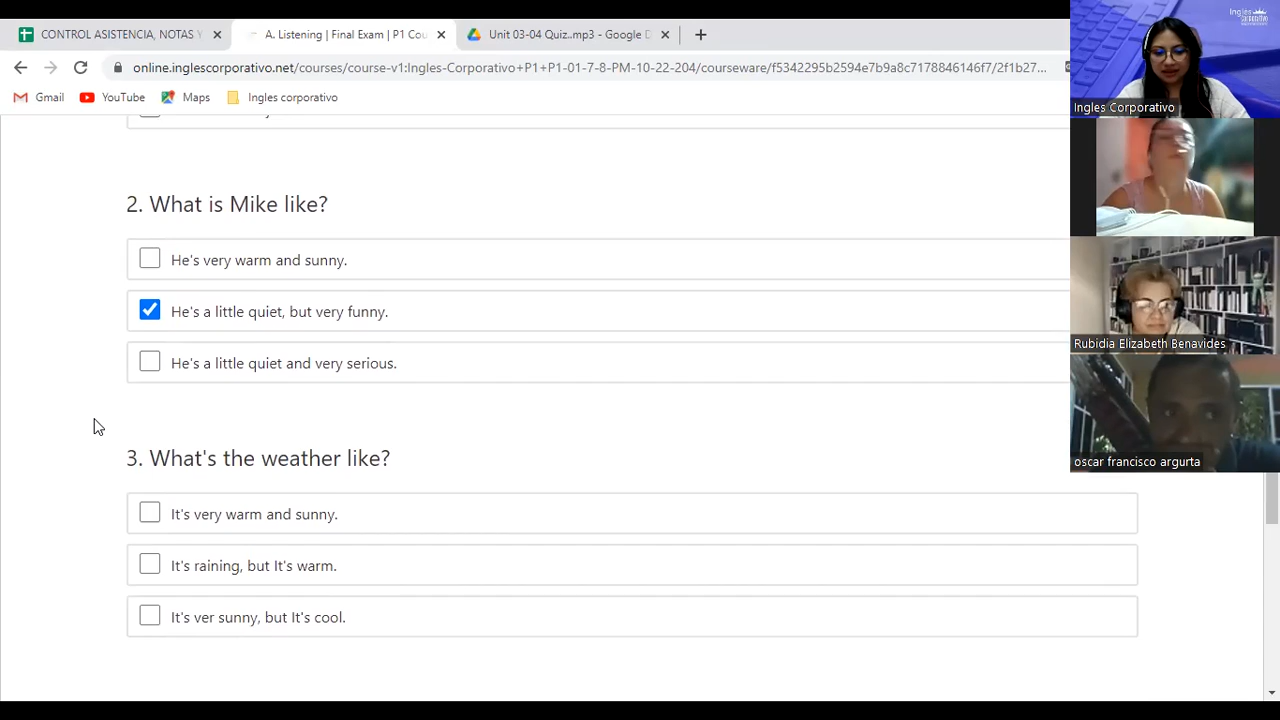 CONTROL ASISTENCIA, NOTAS Y
A. Listening | Final Exam | P1 Cou
Unit 03-04 Quiz..mp3 - Google D
online.inglescorporativo.net/courses/course-v1:Ingles-Corporativo+P1+P1-01-7-8-PM-10-22-204/courseware/f5342295b2594e7b9a8c7178846146f7/2f1b27...
Gmail
YouTube
Maps
Ingles corporativo
2. What is Mike like?
He's very warm and sunny.
He's a little quiet, but very funny.
He's a little quiet and very serious.
3. What's the weather like?
It's very warm and sunny.
It's raining, but It's warm.
It's ver sunny, but It's cool.
Ingles
Ingles Corporativo
Rubidia Elizabeth Benavides
oscar francisco argurta